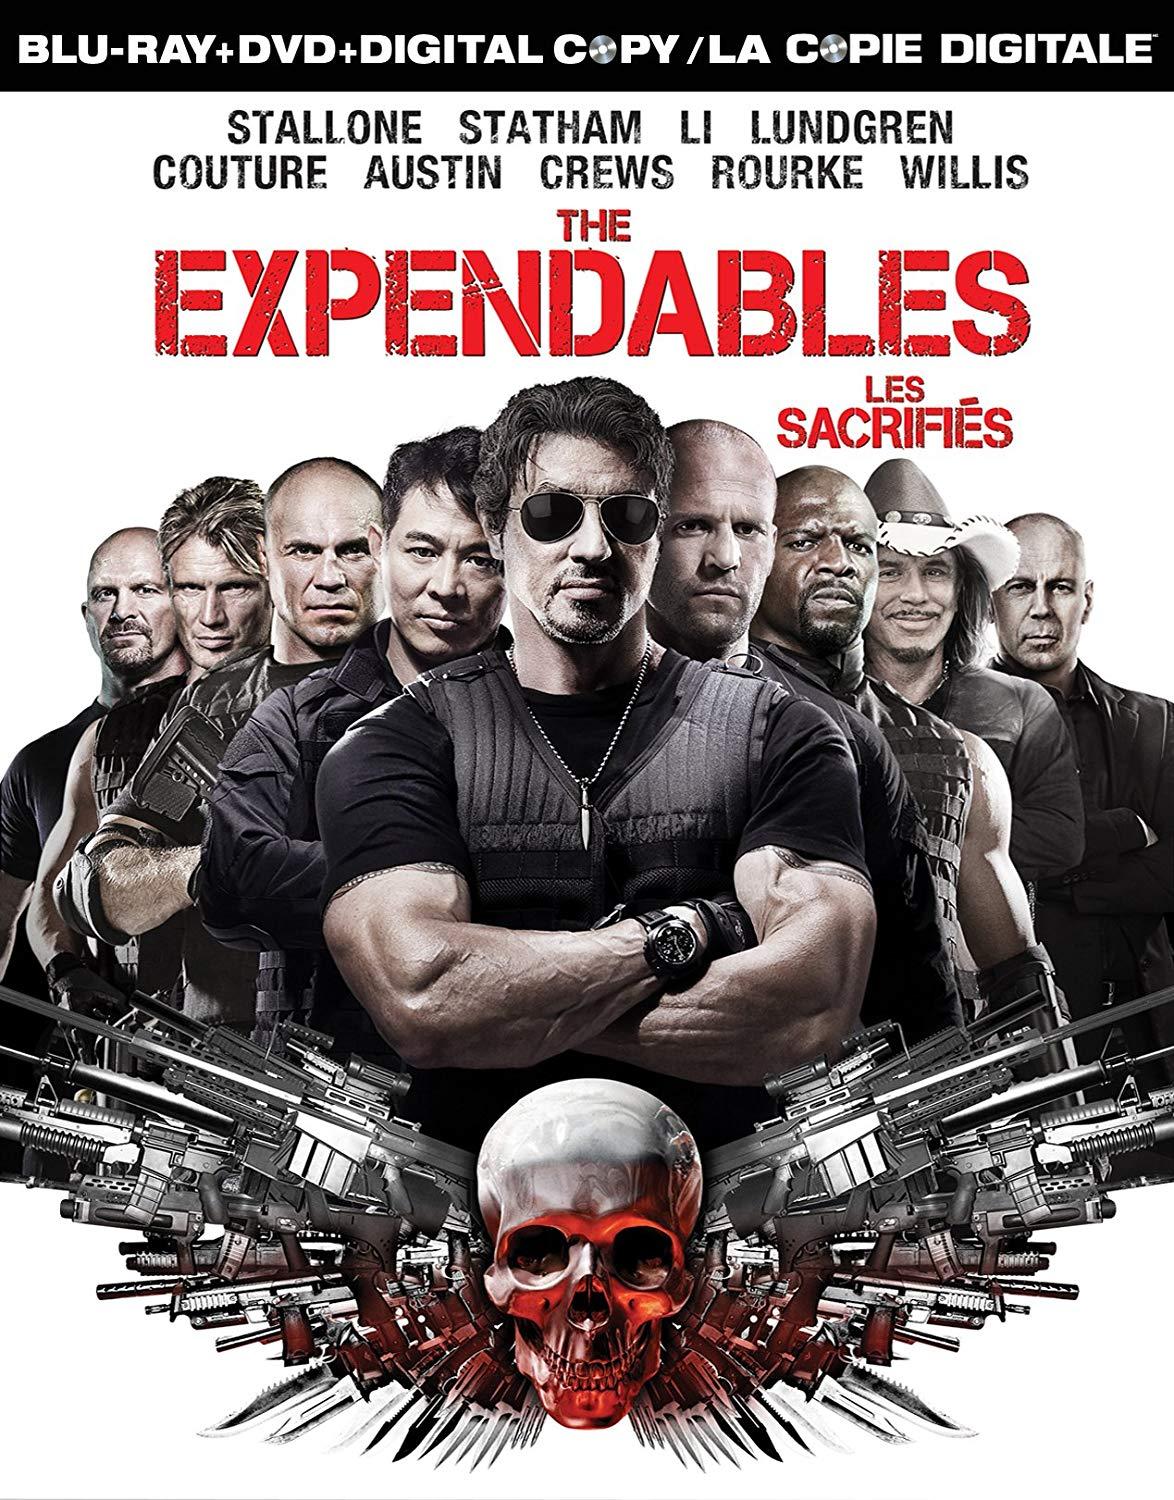 BLU-RAY+DVD+DIGITAL COPY/LA COPIE DIGITALE
STALLONE STATHAM LI LUNDGREN
COUTURE AUSTIN CREWS ROURKE WILLIS
THE
EXPENDABLES
LES
SACRIFIÉS